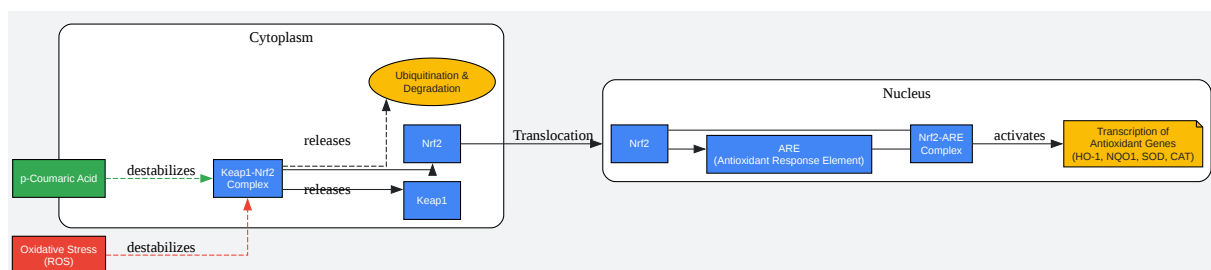 Cytoplasm
Ubiquitination &
Degradation
releases
Nrf2
p-Coumaric Acid
destabilizes
Keap1-Nrf2
Complex
releases
Keap1
Oxidative Stress
(ROS)
destabilizes
Translocation
Nucleus
Nrf2
ARE
(Antioxidant Response Element)
Nrf2-ARE
Complex
activates
Transcription of
Antioxidant Genes
(HO-1, NQO1, SOD, CAT)